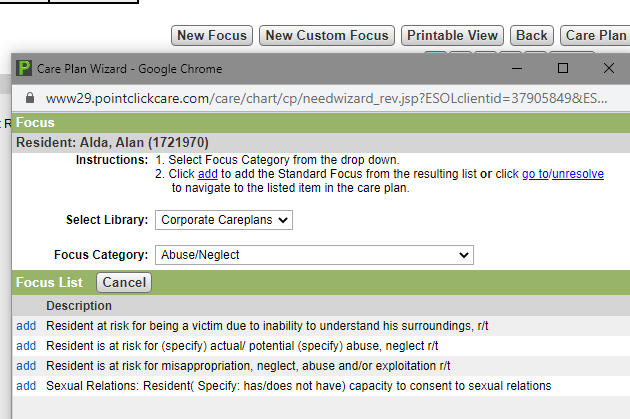 New Focus New Custom Focus Printable View Back Care Plan
Care Plan Wizard - Google Chrome
www29.pointclickcare.com/care/chart/cp/needwizard_rev.jsp?ESOLclientid=37905849&ES...
Focus
Resident: Alda, Alan (1721970)
Instructions: 1. Select Focus Category from the drop down.
2. Click add to add the Standard Focus from the resulting list or click go to/unresolve
to navigate to the listed item in the care plan.
Select Library: Corporate Careplans
Focus Category: Abuse/Neglect
Focus List Cancel
Description
add Resident at risk for being a victim due to inability to understand his surroundings, r/t
add Resident is at risk for (specify) actual/ potential (specify) abuse, neglect r/t
add Resident is at risk for misappropriation, neglect, abuse and/or exploitation r/t
add Sexual Relations: Resident( Specify: has/does not have) capacity to consent to sexual relations